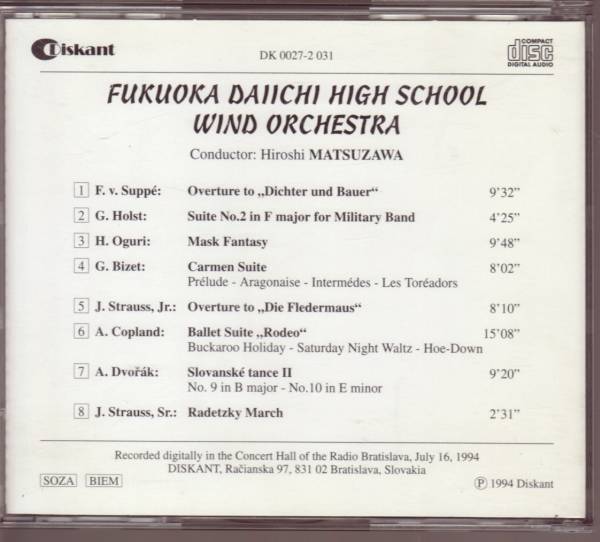 Diskant
DK 0027-2 031
COMPACT
disc
DIGITAL AUDIO
FUKUOKA DAIICHI HIGH SCHOOL
WIND ORCHESTRA
Conductor: Hiroshi MATSUZAWA
1 F. v. Suppé: Overture to „Dichter und Bauer“ 9’32”
2 G. Holst: Suite No.2 in F major for Military Band 4’25”
3 H. Oguri: Mask Fantasy 9’48”
4 G. Bizet: Carmen Suite 8’02”
Prélude - Aragonaise - Intermédes - Les Toréadors
5 J. Strauss, Jr.: Overture to „Die Fledermaus“ 8’10”
6 A. Copland: Ballet Suite „Rodeo“ 15’08”
Buckaroo Holiday - Saturday Night Waltz - Hoe-Down
7 A. Dvořák: Slovanské tance II 9’20”
No. 9 in B major - No.10 in E minor
8 J. Strauss, Sr.: Radetzky March 2’31”
Recorded digitally in the Concert Hall of the Radio Bratislava, July 16, 1994
DISKANT, Račianska 97, 831 02 Bratislava, Slovakia
SOZA BIEM ℗ 1994 Diskant